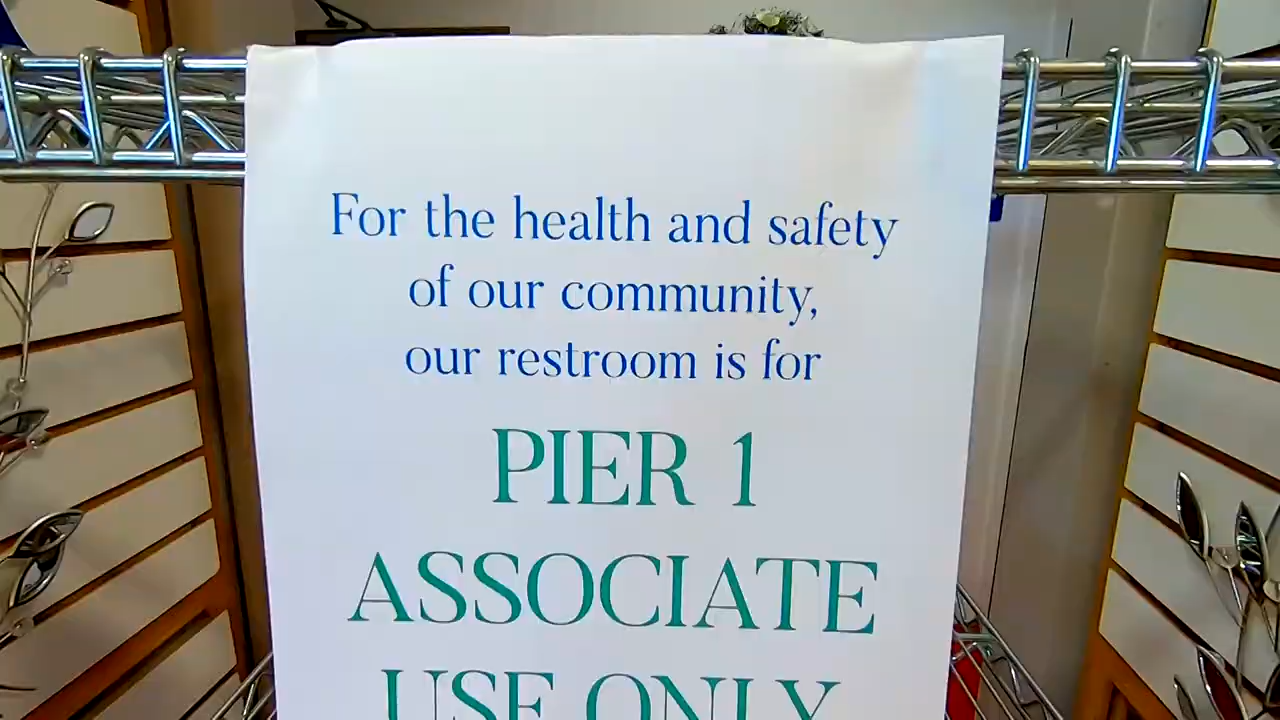 For the health and safety
of our community,
our restroom is for
PIER 1
ASSOCIATE
USE ONLY